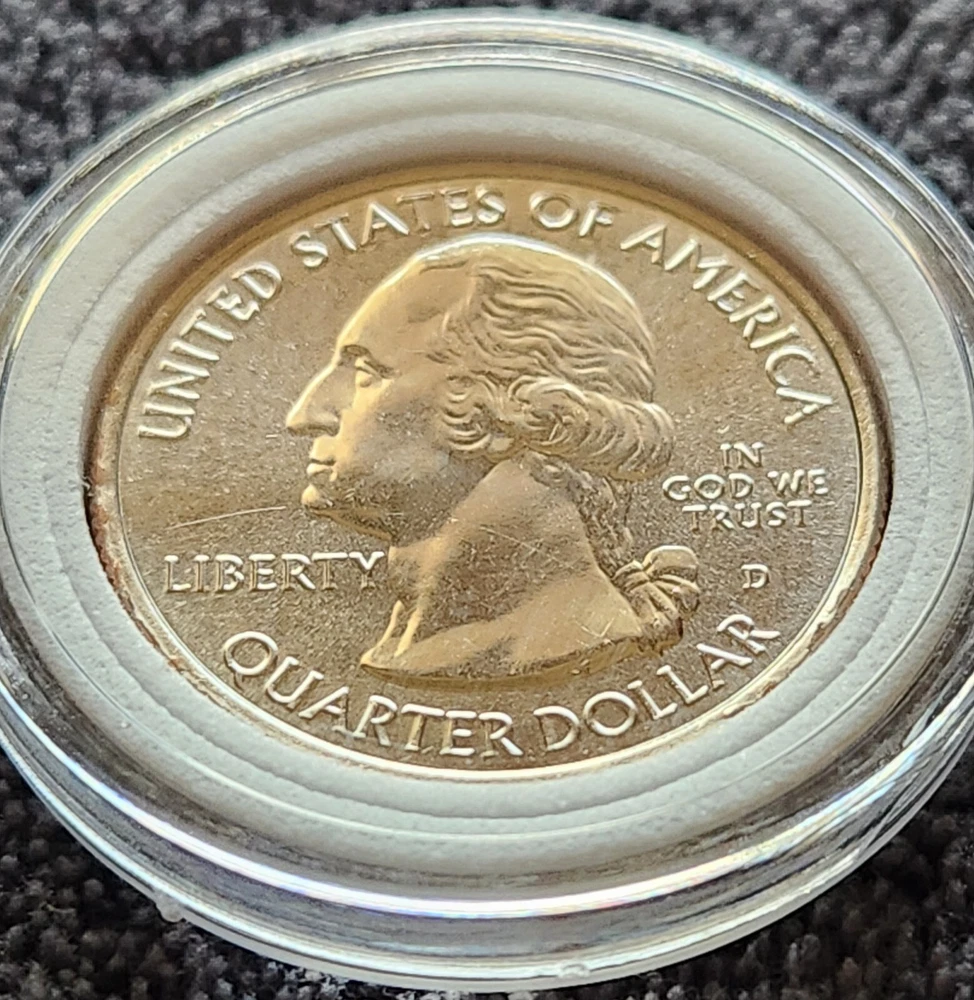 UNITED STATES OF AMERICA
IN
GOD WE
TRUST
LIBERTY
D
QUARTER DOLLAR